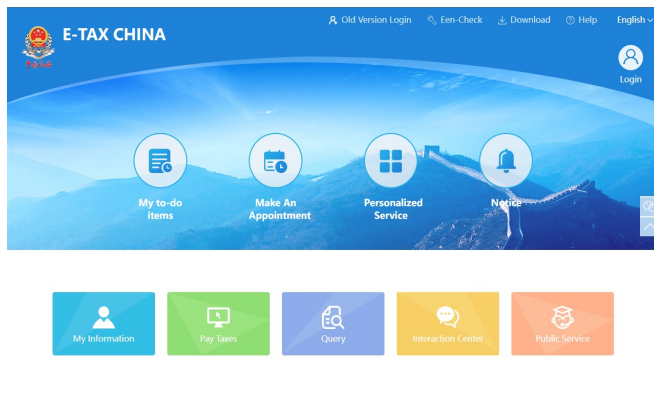 Old Version Login
Een-Check
Download
Help
English
E-TAX CHINA
Login
My to-do
items
Make An
Appointment
Personalized
Service
Notice
My Information
Pay Taxes
Query
Interaction Center
Public Service